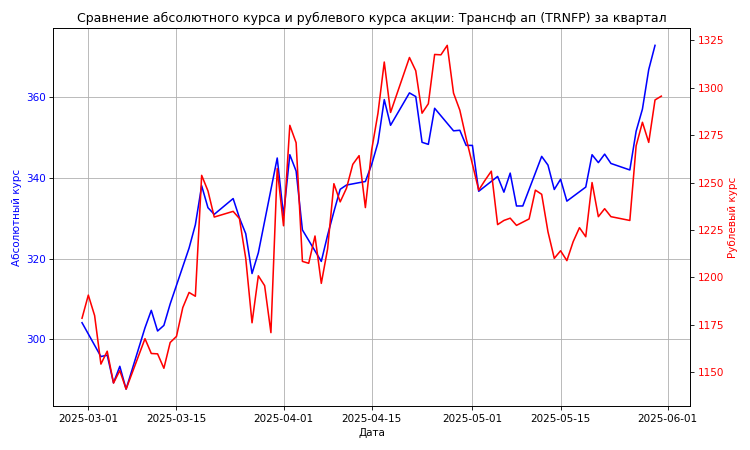 Сравнение абсолютного курса и рублевого курса акции: Транснф ап (TRNFP) за квартал
Абсолютный курс
360
340
320
300
1325
1300
1275
1250
1225
1200
1175
1150
Рублевый курс
2025-03-01 2025-03-15 2025-04-01 2025-04-15 2025-05-01 2025-05-15 2025-06-01
Дата